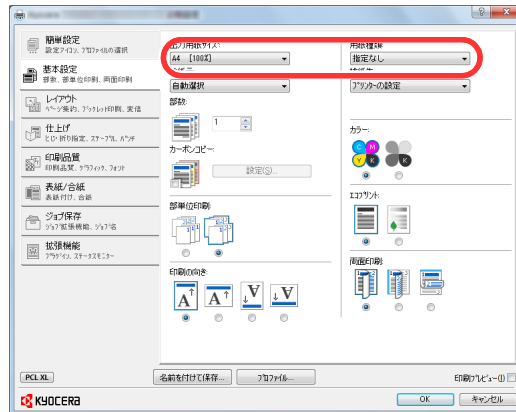 簡単設定
設定アイコン、プロファイルの選択
基本設定
部数、部単位印刷、両面印刷
レイアウト
ページ集約、ブックレット印刷、変倍
仕上げ
とじ・折り指定、ステープル、パンチ
印刷品質
印刷品質、グラフィック、フォント
表紙/合紙
表紙付け、合紙
ジョブ保存
ジョブ拡張機能、ジョブ名
拡張機能
プラグイン、ステータスモニター
出力用紙サイズ:
A4 [100%]
自動選択
部数:
1
カーボンコピー:
設定(S)...
部単位印刷:
印刷の向き:
A A A A
用紙種類:
指定なし
プリンターの設定
カラー:
C M Y K K
エコプリント:
両面印刷:
PCL XL
名前を付けて保存...
プロファイル...
印刷プレビュー(I)
KYOCERA
OK
キャンセル